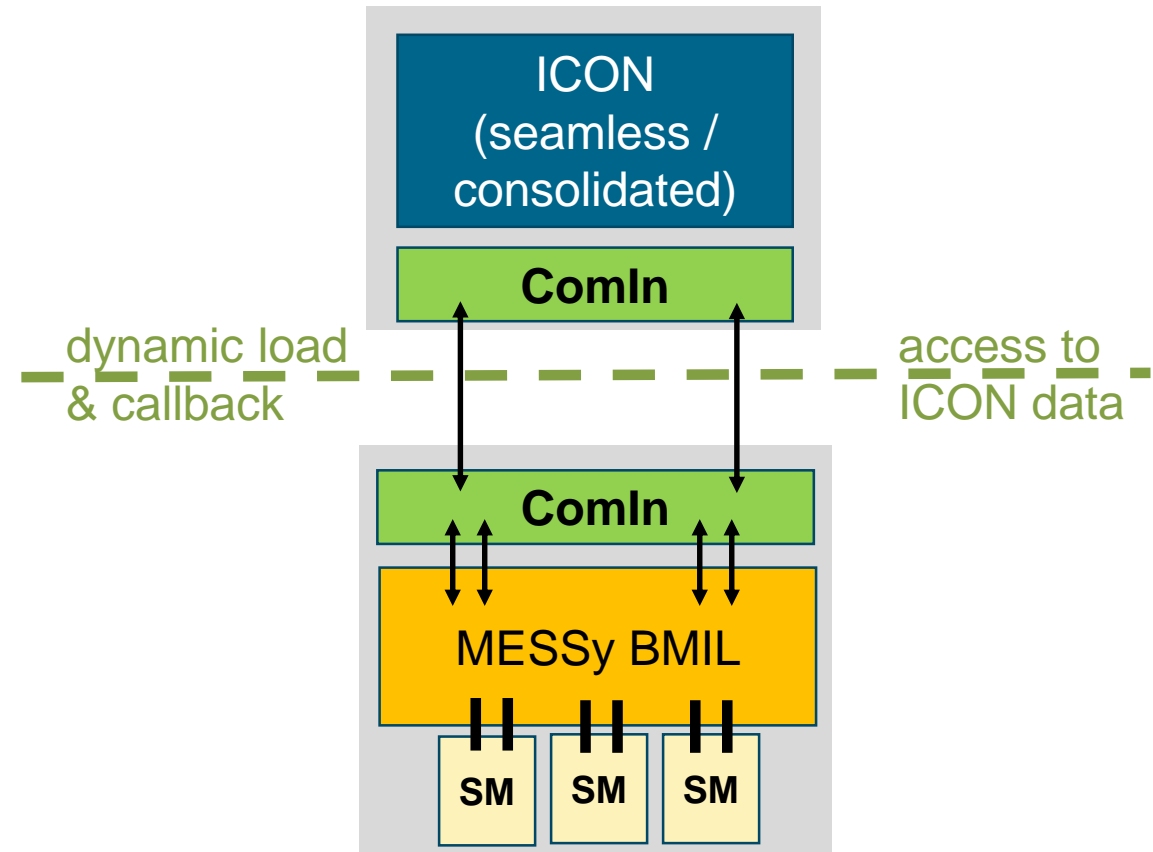 ICON
(seamless /
consolidated)
ComIn
dynamic load
& callback
access to
ICON data
ComIn
MESSy BMIL
SM
SM
SM